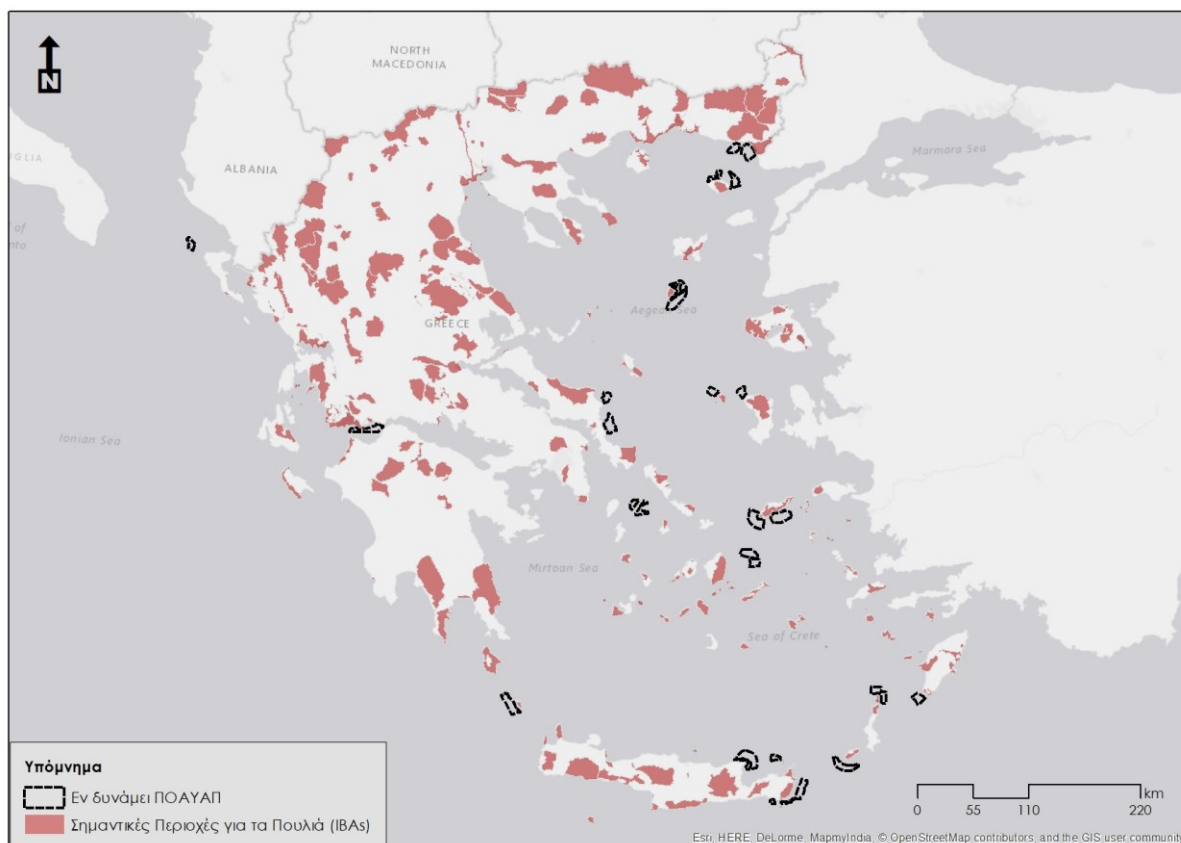 N
NORTH
MACEDONIA
ALBANIA
Marmara Sea
GREECE
Aegean Sea
Ionian Sea
Mirtoan Sea
Sea of Crete
Υπόμνημα
Εν δυνάμει ΠΟΑΥΑΠ
Σημαντικές Περιοχές για τα Πουλιά (IBAs)
km
0 55 110 220
Esri, HERE, DeLorme, MapmyIndia, © OpenStreetMap contributors, and the GIS user community